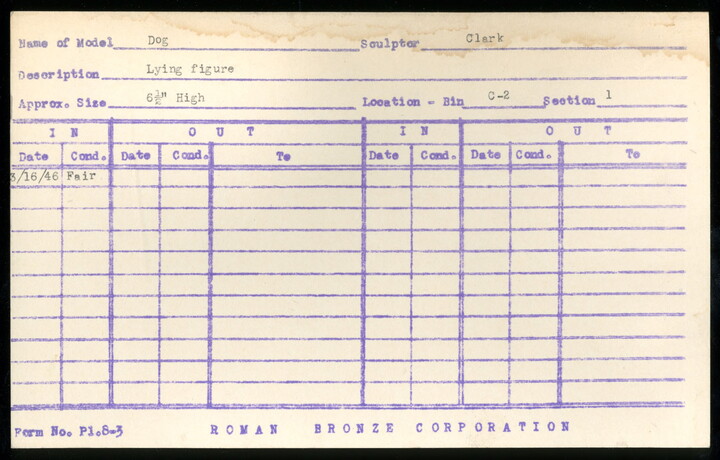 Name of Model Dog Sculptor Clark
Description Lying figure
Approx. Size 6½" High Location - Bin C-2 Section 1
IN OUT IN OUT
Date Cond. Date Cond. To Date Cond. Date Cond. To
3/16/46 Fair
Form No. P1.8-3 ROMAN BRONZE CORPORATION